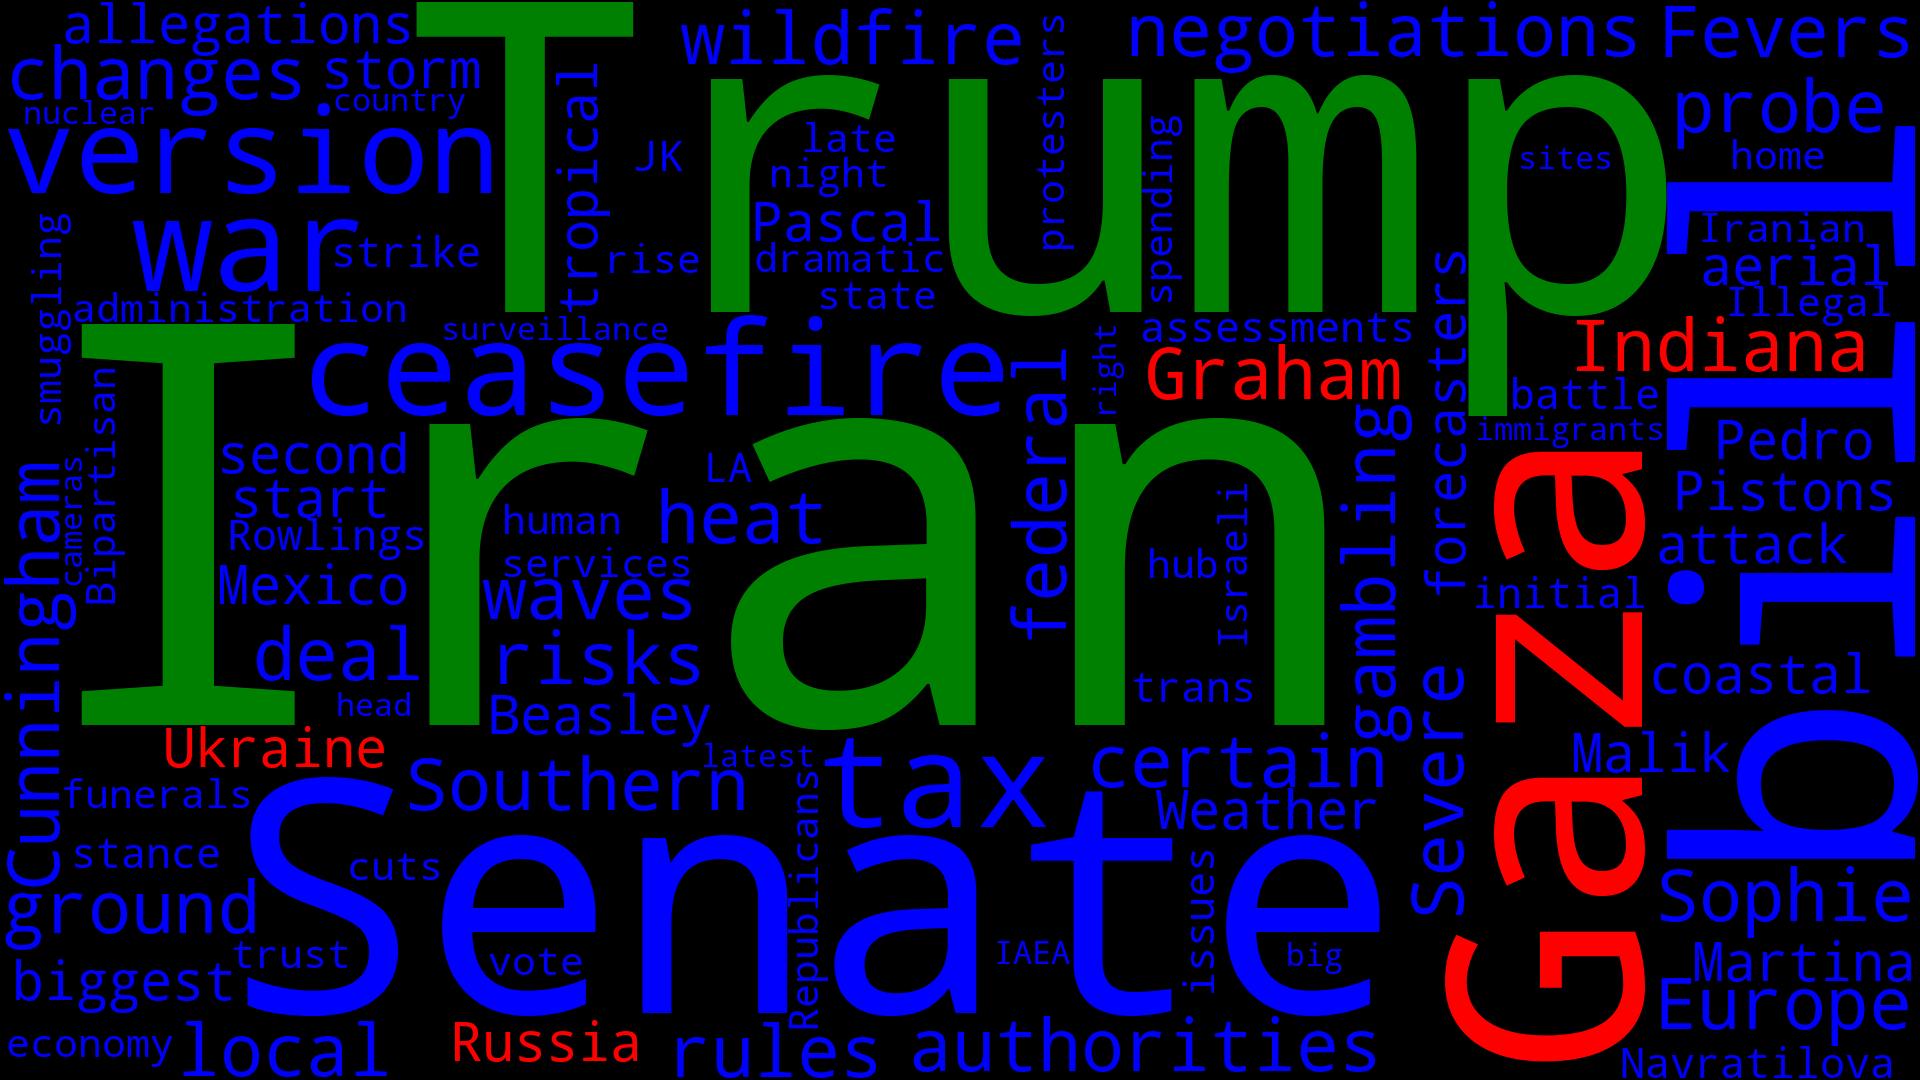 allegations
wildfire
negotiations
Fevers
changes
storm
Trump
protesters
probe
nuclear
country
tropical
JK
late
spending
sites
home
version
night
bill
war
strike
Pascal
Iranian
smuggling
rise
dramatic
aerial
administration
state
forecasters
Illegal
surveillance
assessments
Indiana
Iran
ceasefire
federal
right
Graham
battle
Bipartisan
second
LA
gambling
immigrants
Pedro
Cunningham
cameras
start
human
heat
Israeli
Gaza
Pistons
Rowlings
services
hub
attack
Mexico
waves
initial
deal
risks
trans
Severe
coastal
head
Beasley
Ukraine
latest
certain
Malik
funerals
Southern
tax
Weather
Senate
Republicans
stance
cuts
issues
ground
Sophie
trust
vote
IAEA
big
biggest
Martina
Europe
economy
local
Russia
rules
authorities
Navratilova